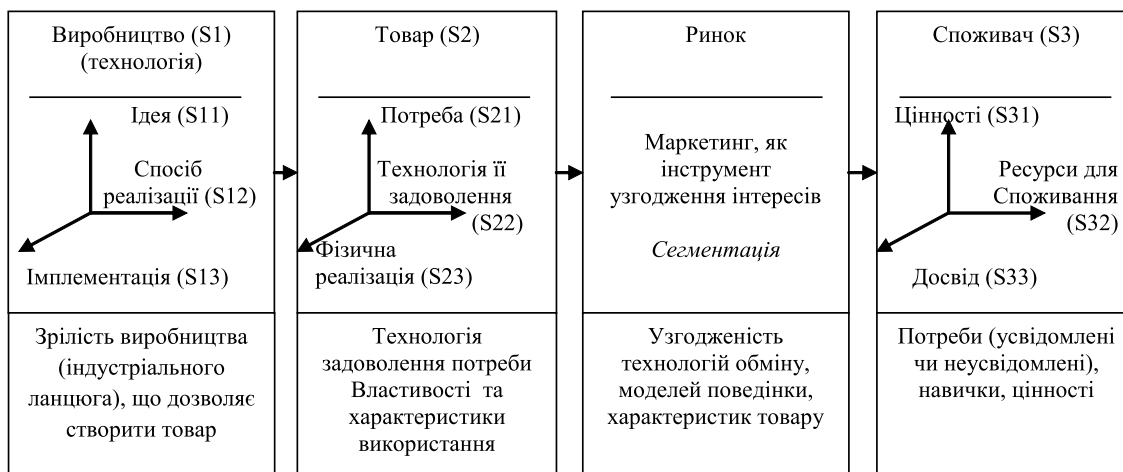 Виробництво (S1)
(технологія)
Ідея (S11)
Спосіб
реалізації (S12)
Імплементація (S13)
Зрілість виробництва
(індустріального
ланцюга), що дозволяє
створити товар
Товар (S2)
Потреба (S21)
Технологія її
задоволення
(S22)
Фізична
реалізація (S23)
Технологія
задоволення потреби
Властивості та
характеристики
використання
Ринок
Маркетинг, як
інструмент
узгодження інтересів
Сегментація
Узгодженість
технологій обміну,
моделей поведінки,
характеристик товару
Споживач (S3)
Цінності (S31)
Ресурси для
Споживання
(S32)
Досвід (S33)
Потреби (усвідомлені
чи неусвідомлені),
навички, цінності